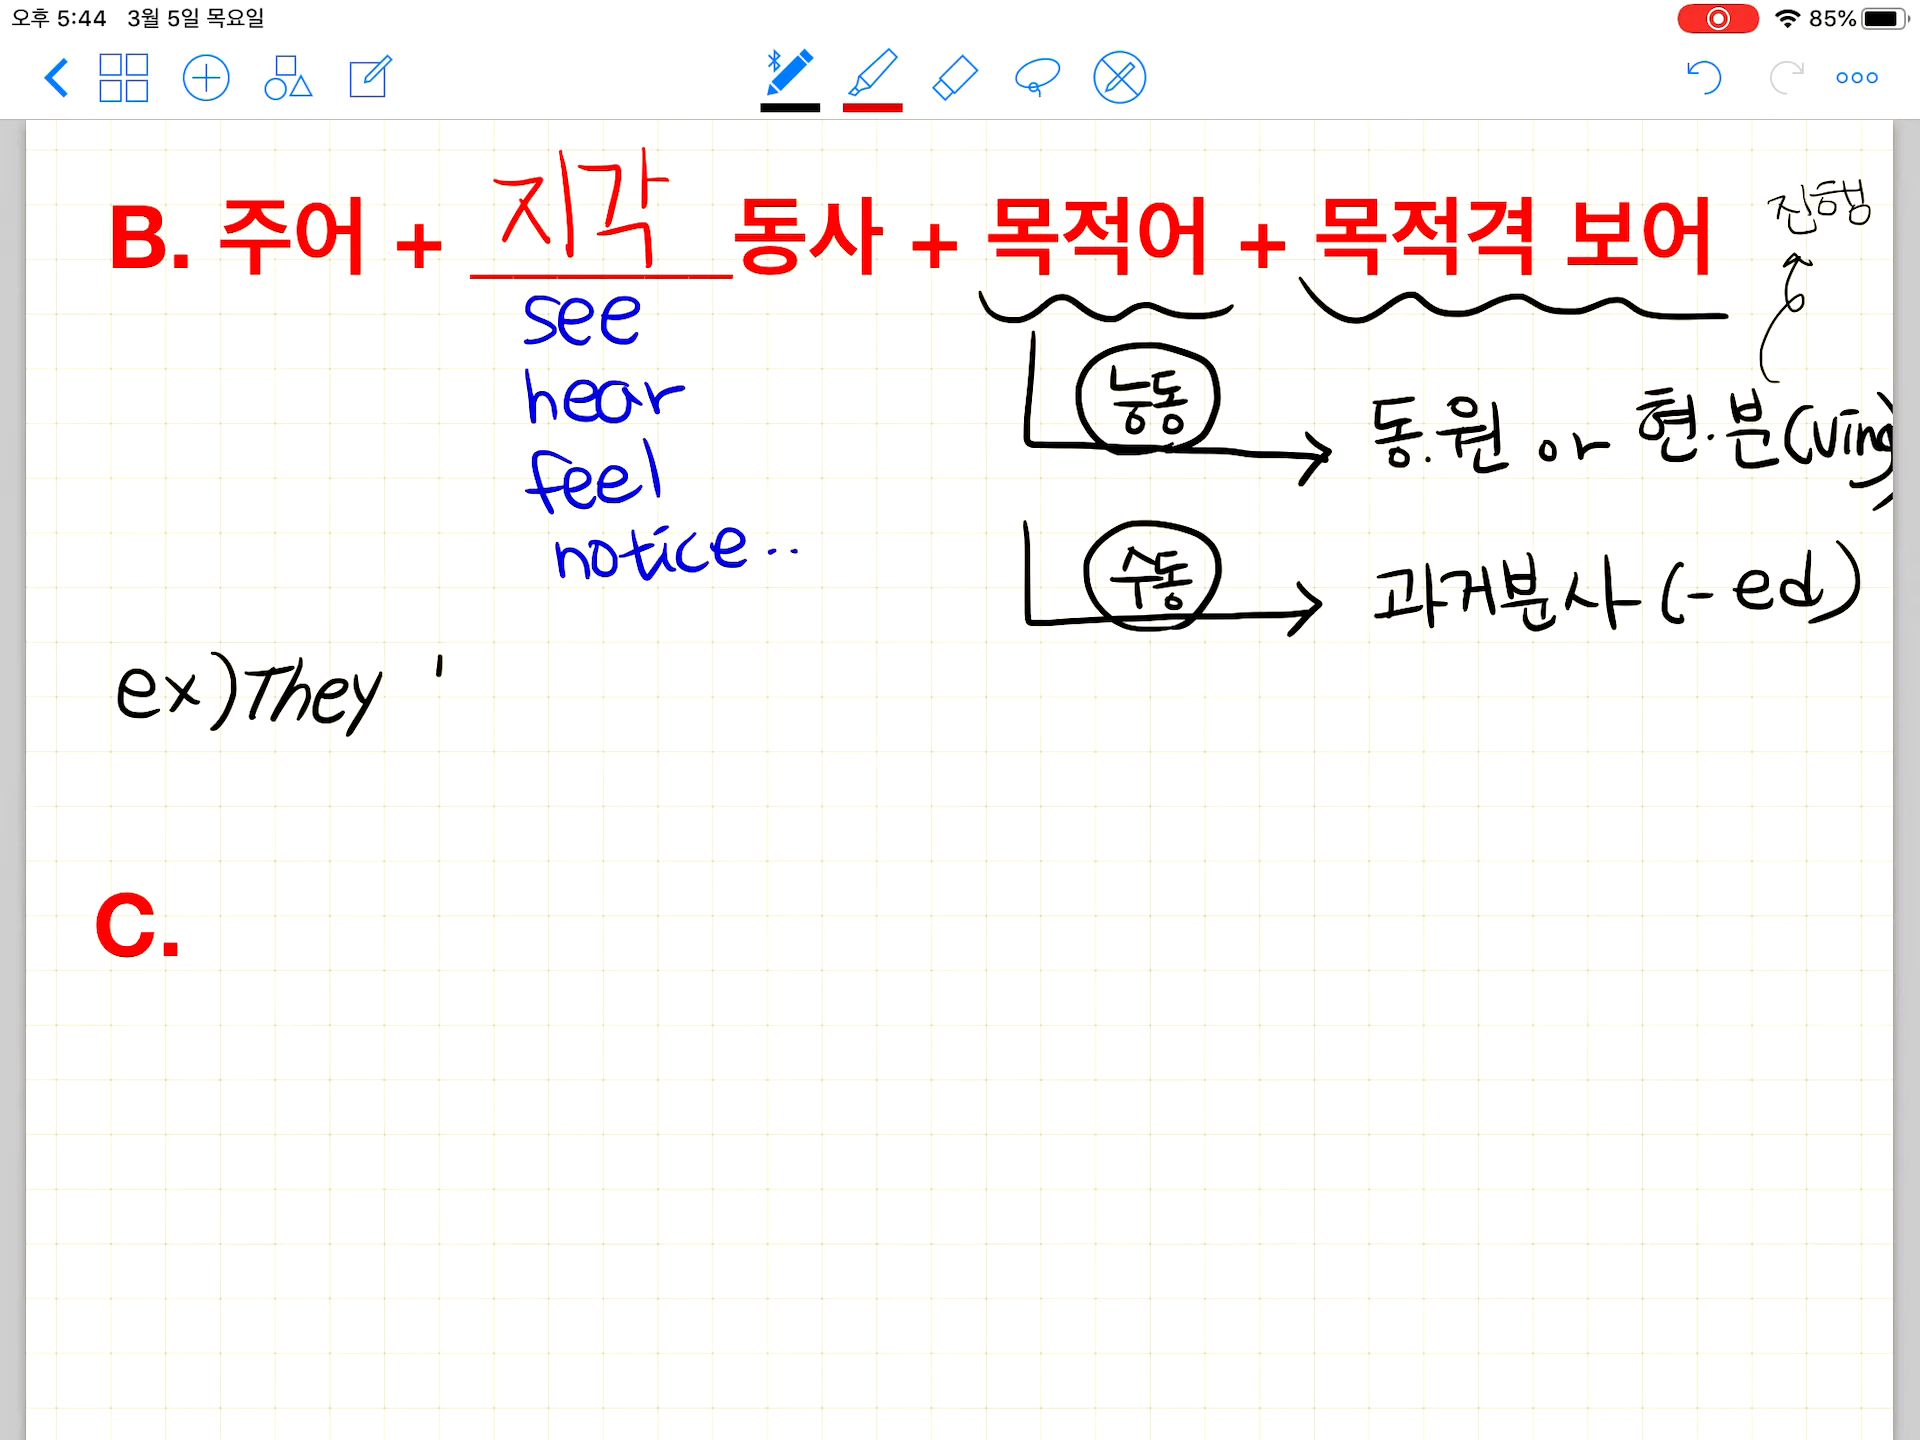 오후 5:44 3월 5일 목요일 85%
진행
B. 주어 + 지각동사 + 목적어 + 목적격 보어
see
hear
feel
notice..
능동 → 동.원 or 현.분(Ving)
수동 → 과거분사 (-ed)
ex) They '
C.